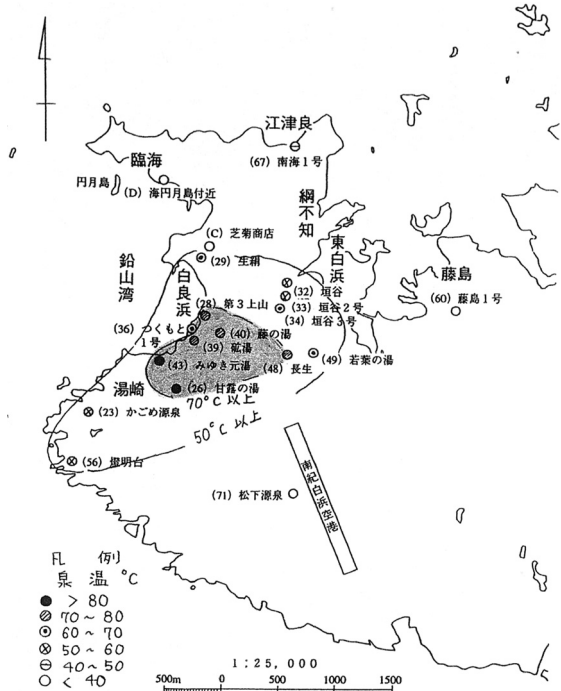 江津良
(67) 南海1号
臨海
円月島
(D) 海円月島付近
綱不知
(C) 芝菊商店
東白浜
鉛山湾
(29) 生絹
白良浜
藤島
(32) 垣谷
(60) 藤島1号
(28) 第3上山
(33) 垣谷2号
(34) 垣谷3号
(36) つくもと
1号
(40) 藤の湯
(39) 砿湯
(49) 若葉の湯
(48) 長生
(43) みゆき元湯
湯崎
(26) 甘露の湯
70°C 以上
(23) かごめ源泉
50°C 以上
(56) 燈明台
南紀白浜空港
(71) 松下源泉
凡 例
泉 温 °C
> 80
70~80
60~70
50~60
40~50
< 40
1:25,000
500m 0 500 1000 1500